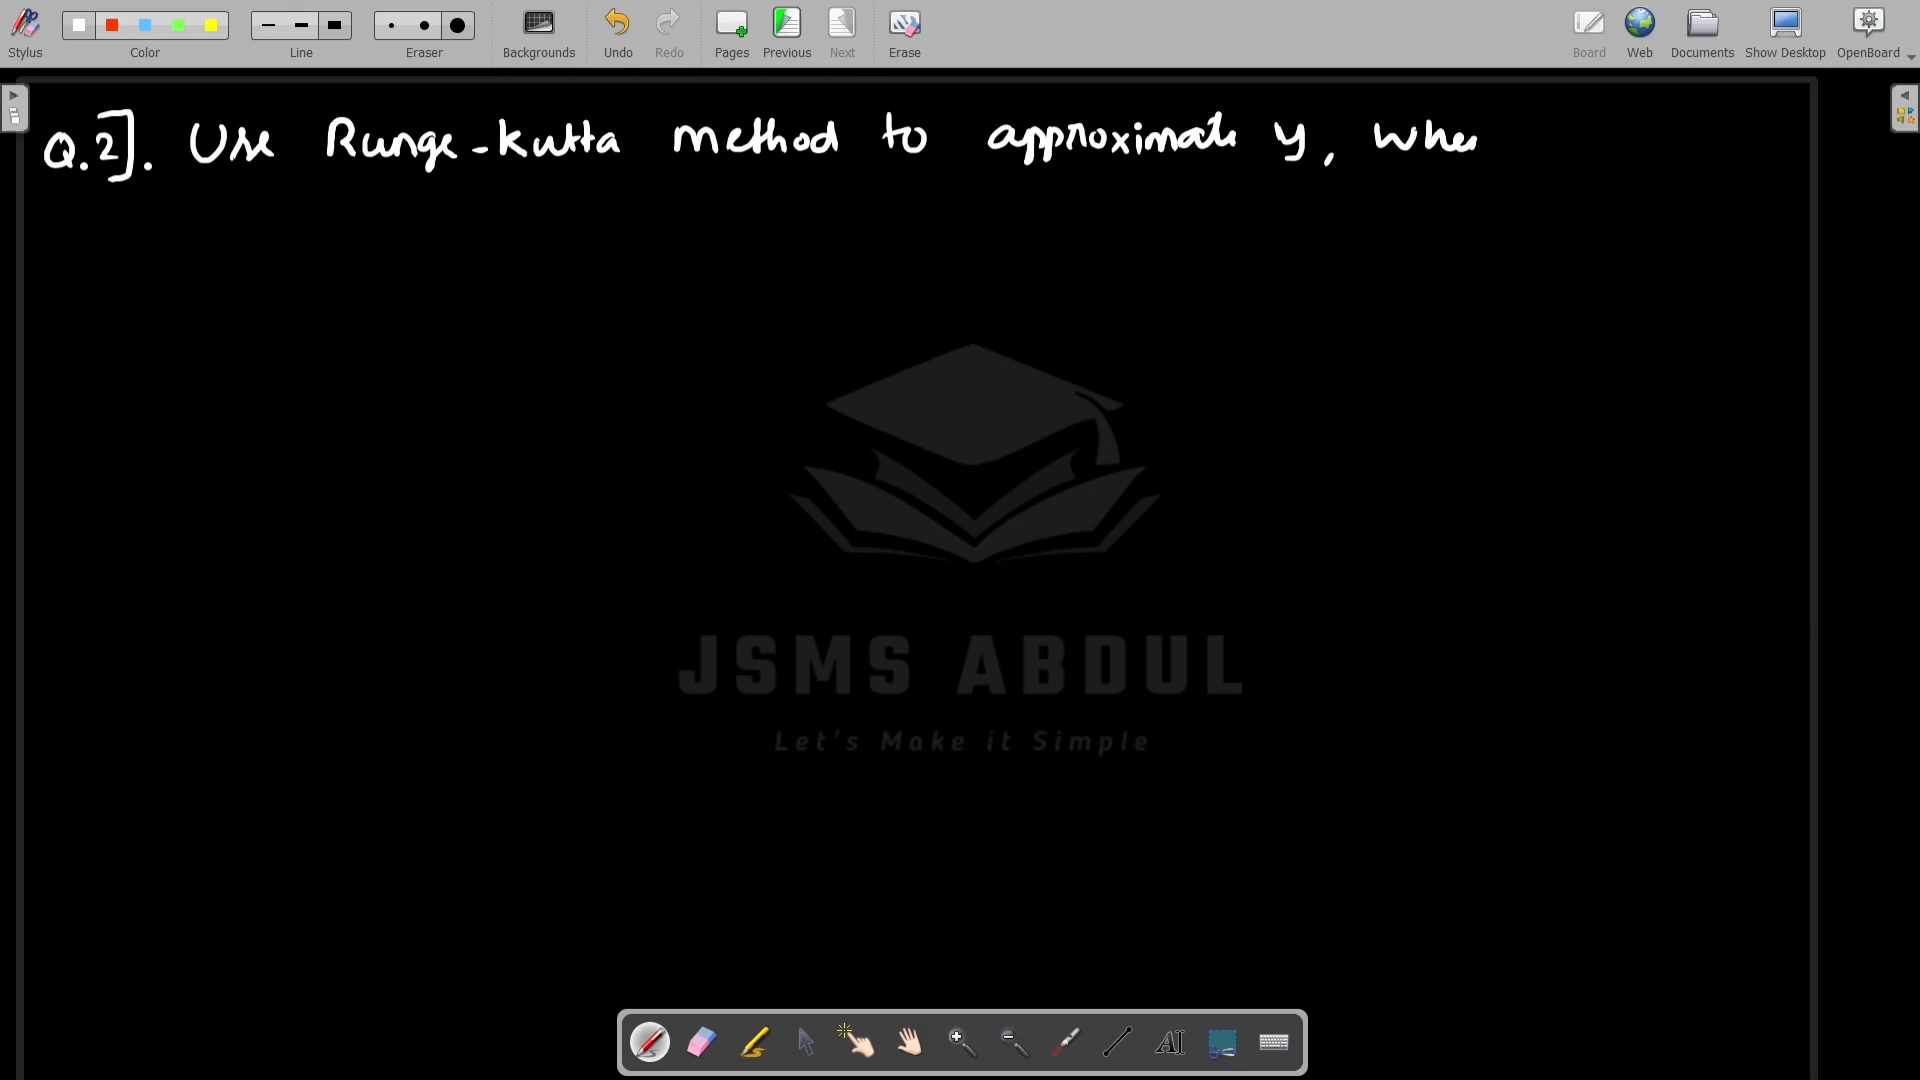 Stylus
Color
Line
Eraser
Backgrounds
Undo
Redo
Pages
Previous
Next
Erase
Board
Web
Documents
Show Desktop
OpenBoard
Q.2]. Use Runge-Kutta method to approximate y, when
JSMS ABDUL
Let's Make it Simple
AI